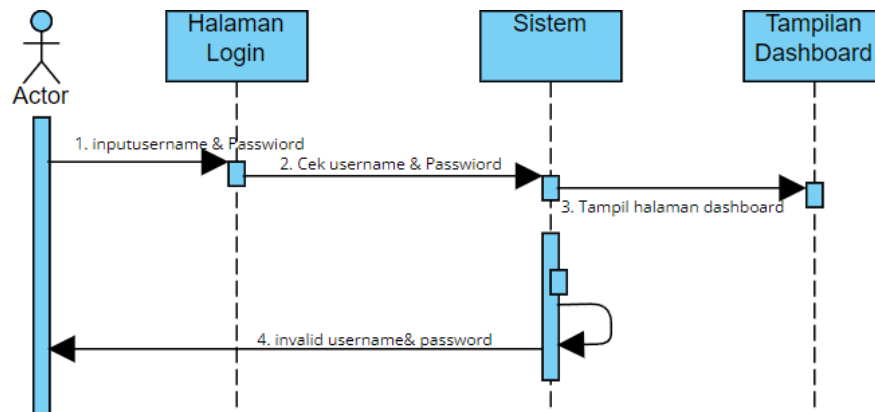 Halaman
Login
Sistem
Tampilan
Dashboard
Actor
1. inputusername & Passwiord
2. Cek username & Passwiord
3. Tampil halaman dashboard
4. invalid username& password